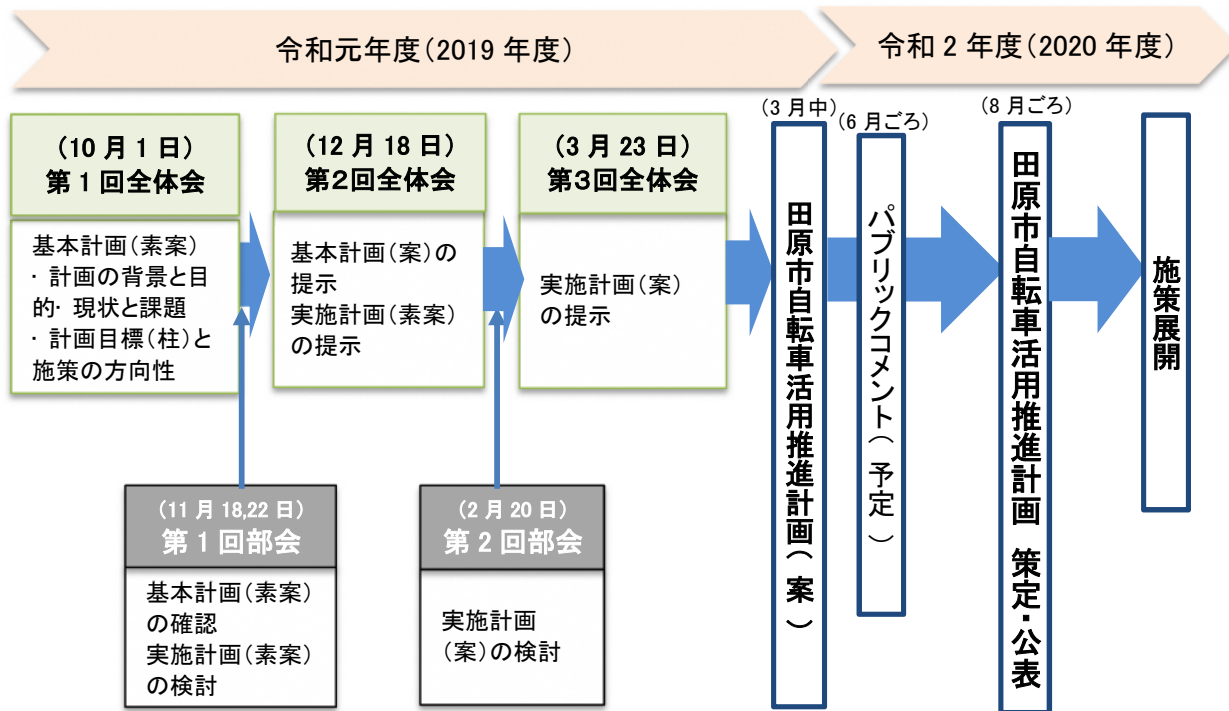 令和元年度(2019 年度)
令和 2 年度(2020 年度)
(10 月 1 日)
第 1 回全体会
基本計画(素案)
・計画の背景と目
的・ 現状と課題
・計画目標(柱)と
施策の方向性
(12 月 18 日)
第2回全体会
基本計画(案)の
提示
実施計画(素案)
の提示
(3 月 23 日)
第3回全体会
実施計画(案)
の提示
(3 月中)
田原市自転車活用推進計画(案)
(6 月ごろ)
パブリックコメント(予定)
(8 月ごろ)
田原市自転車活用推進計画 策定・公表
施策展開
(11 月 18,22 日)
第 1 回部会
基本計画(素案)
の確認
実施計画(素案)
の検討
(2 月 20 日)
第 2 回部会
実施計画
(案)の検討